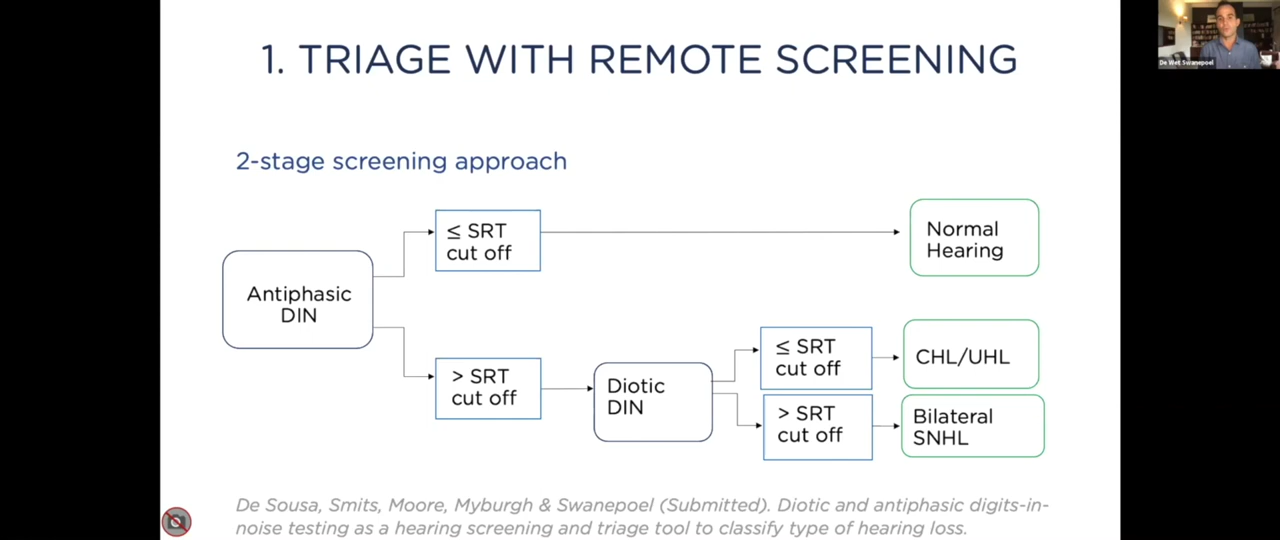 1. TRIAGE WITH REMOTE SCREENING
De Wet Swanepoel
2-stage screening approach
≤ SRT
cut off
Normal
Hearing
Antiphasic
DIN
> SRT
cut off
Diotic
DIN
≤ SRT
cut off
CHL/UHL
> SRT
cut off
Bilateral
SNHL
De Sousa, Smits, Moore, Myburgh & Swanepoel (Submitted). Diotic and antiphasic digits-in-
noise testing as a hearing screening and triage tool to classify type of hearing loss.